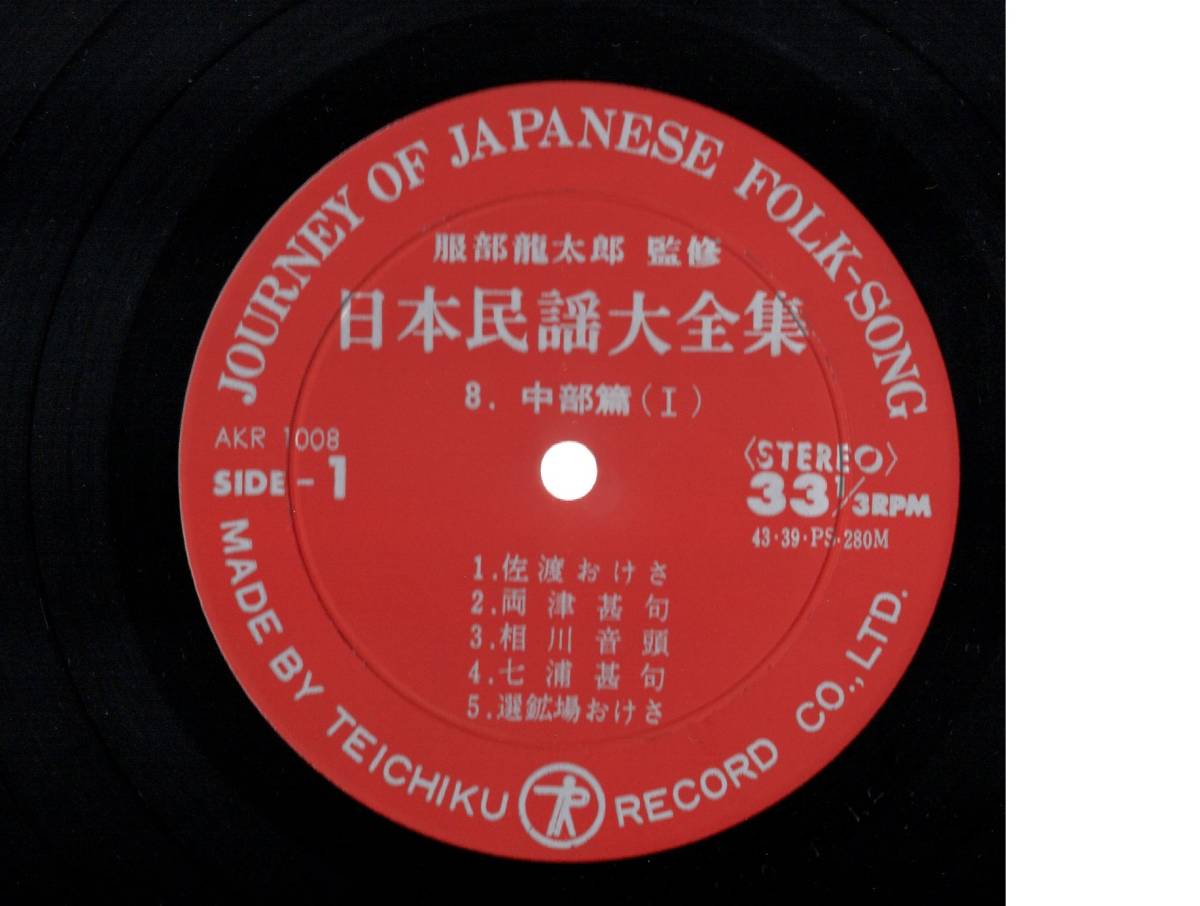 JOURNEY OF JAPANESE FOLK-SONG
服部龍太郎 監修
日本民謡大全集
8. 中部篇(I)
AKR 1008
SIDE-1
〈STEREO〉
33 1/3RPM
43・39・PS・280M
1.佐渡おけさ
2.両津甚句
3.相川音頭
4.七浦甚句
5.選鉱場おけさ
MADE BY TEICHIKU RECORD CO., LTD.